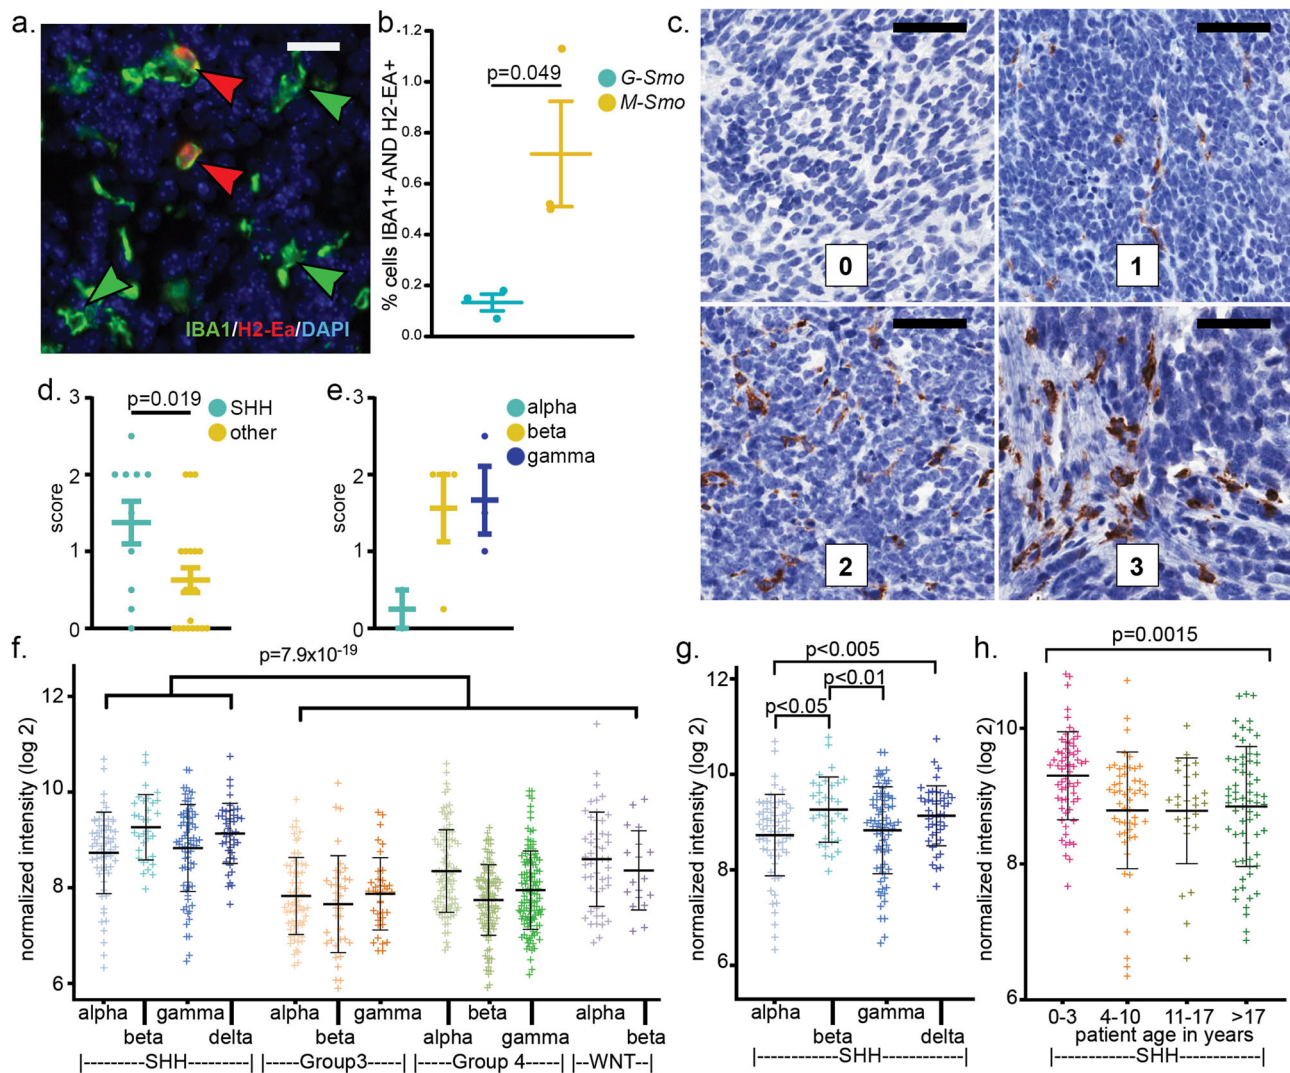 a.
IBA1/H2-Ea/DAPI
b.
% cells IBA1+ AND H2-EA+
1.2
1.0
0.8
0.6
0.4
0.2
0.0
p=0.049
G-Smo
M-Smo
c.
0
1
2
3
d.
score
3
2
1
0
p=0.019
SHH
other
e.
score
3
2
1
0
alpha
beta
gamma
f.
normalized intensity (log 2)
12
10
8
6
p=7.9x10-19
alpha
beta
gamma
delta
|----------SHH-----------|
alpha
beta
gamma
|-----Group3-----|
alpha
beta
gamma
|-----Group 4-----|
alpha
beta
|--WNT---|
g.
normalized intensity (log 2)
12
10
8
6
p<0.005
p<0.01
p<0.05
alpha
beta
gamma
delta
|-----------SHH-------------|
h.
normalized intensity (log 2)
10
8
6
p=0.0015
0-3
4-10
11-17
>17
patient age in years
|-----------SHH------------|